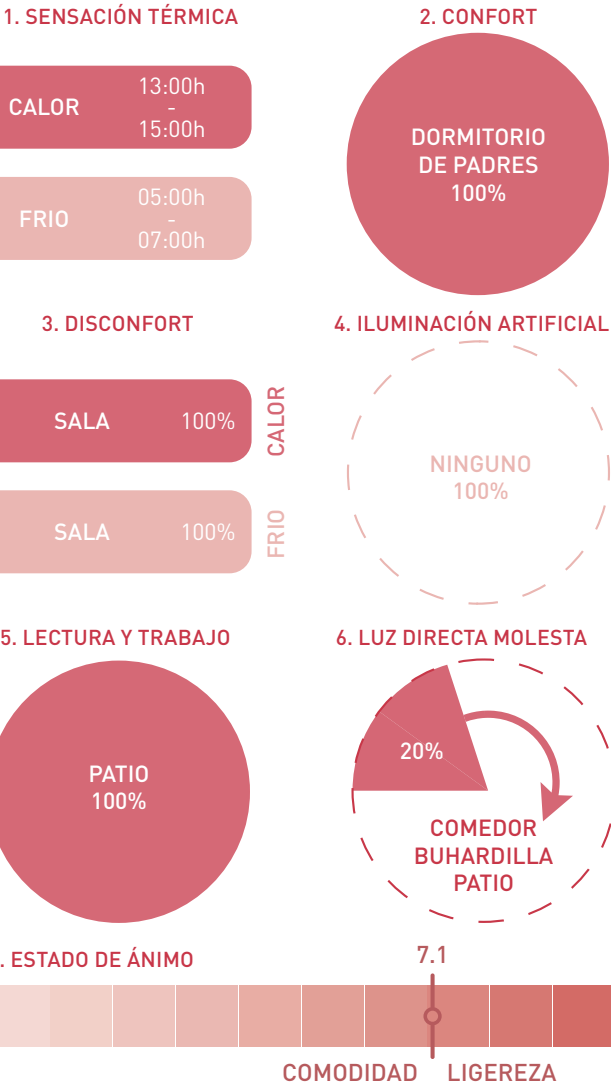 1. SENSACIÓN TÉRMICA
CALOR
13:00h
-
15:00h
FRIO
05:00h
-
07:00h
2. CONFORT
DORMITORIO
DE PADRES
100%
3. DISCONFORT
SALA 100%
CALOR
SALA 100%
FRIO
4. ILUMINACIÓN ARTIFICIAL
NINGUNO
100%
5. LECTURA Y TRABAJO
PATIO
100%
6. LUZ DIRECTA MOLESTA
20%
COMEDOR
BUHARDILLA
PATIO
. ESTADO DE ÁNIMO
7.1
COMODIDAD LIGEREZA